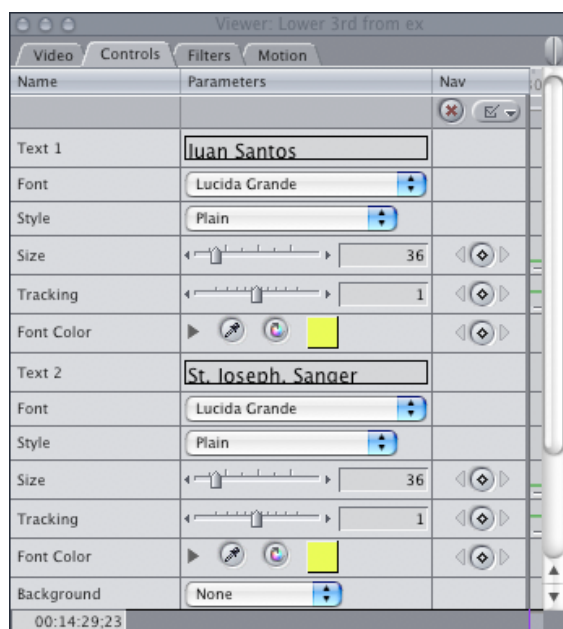 Viewer: Lower 3rd from ex
Video Controls Filters Motion
Name Parameters Nav
Text 1 Juan Santos
Font Lucida Grande
Style Plain
Size 36
Tracking 1
Font Color
Text 2 St. Joseph, Sanger
Font Lucida Grande
Style Plain
Size 36
Tracking 1
Font Color
Background None
00:14:29;23